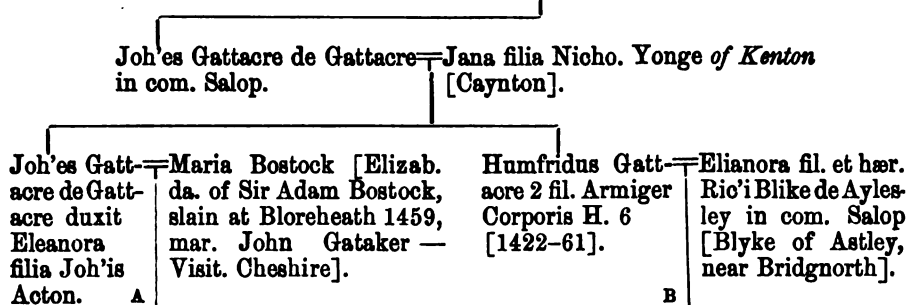 Joh'es Gattacre de Gattacre
in com. Salop.
Jana filia Nicho. Yonge of Kenton
[Caynton].
Joh'es Gatt-
acre de Gatt-
acre duxit
Eleanora
filia Joh'is
Acton.
A
Maria Bostock [Elizab.
da. of Sir Adam Bostock,
slain at Bloreheath 1459,
mar. John Gataker —
Visit. Cheshire].
Humfridus Gatt-
acre 2 fil. Armiger
Corporis H. 6
[1422–61].
B
Elianora fil. et hær.
Ric'i Blike de Ayles-
ley in com. Salop
[Blyke of Astley,
near Bridgnorth].